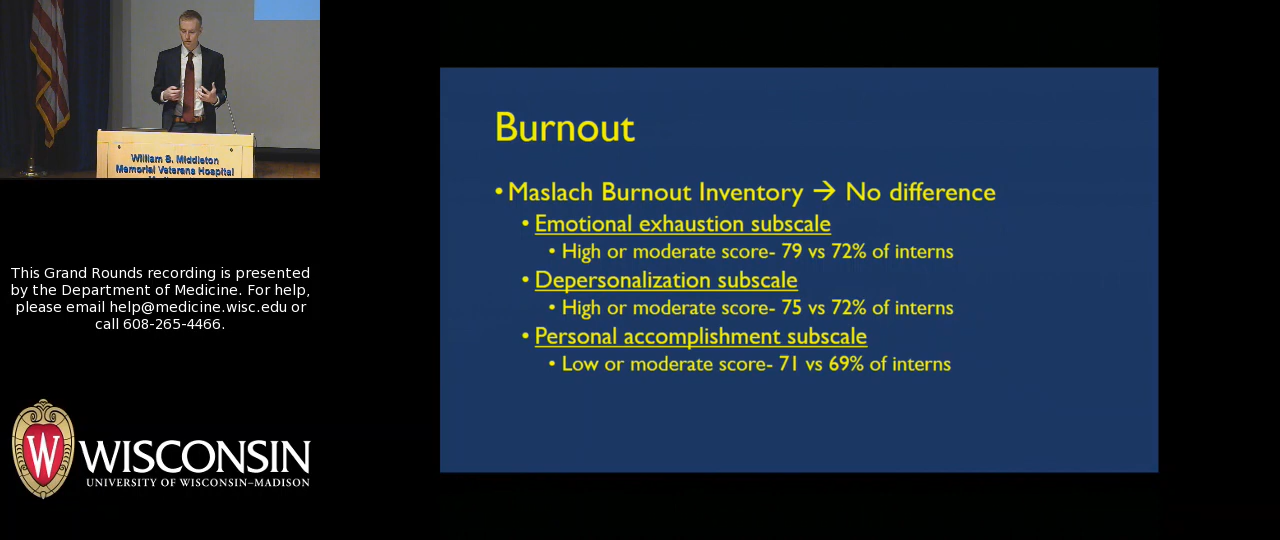 William S. Middleton
Memorial Veterans Hospital
This Grand Rounds recording is presented
by the Department of Medicine. For help,
please email help@medicine.wisc.edu or
call 608-265-4466.
W
WISCONSIN
UNIVERSITY OF WISCONSIN–MADISON
Burnout
• Maslach Burnout Inventory → No difference
• Emotional exhaustion subscale
• High or moderate score- 79 vs 72% of interns
• Depersonalization subscale
• High or moderate score- 75 vs 72% of interns
• Personal accomplishment subscale
• Low or moderate score- 71 vs 69% of interns